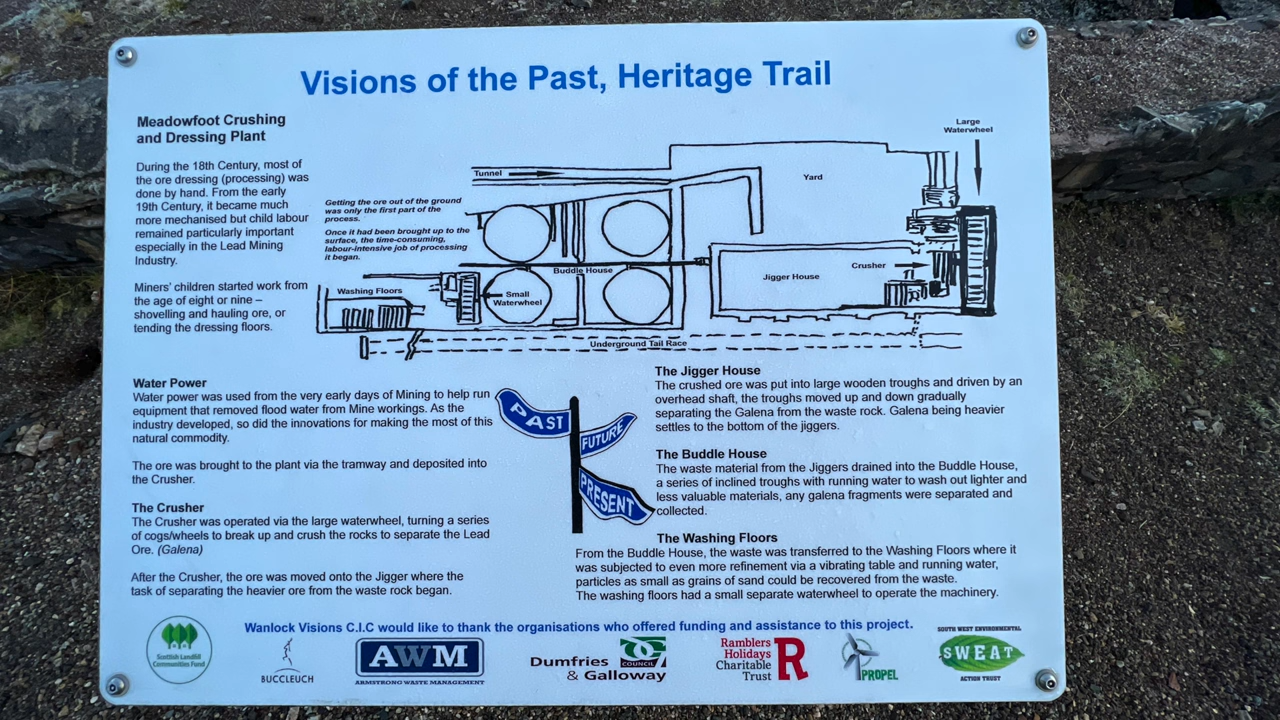 Visions of the Past, Heritage Trail
Meadowfoot Crushing
and Dressing Plant
During the 18th Century, most of
the ore dressing (processing) was
done by hand. From the early
19th Century, it became much
more mechanised but child labour
remained particularly important
especially in the Lead Mining
Industry.
Miners' children started work from
the age of eight or nine –
shovelling and hauling ore, or
tending the dressing floors.
Getting the ore out of the ground
was only the first part of the
process.
Once it had been brought up to the
surface, the time-consuming,
labour-intensive job of processing
it began.
Tunnel
Yard
Large
Waterwheel
Buddle House
Jigger House
Crusher
Washing Floors
Small
Waterwheel
Underground Tail Race
Water Power
Water power was used from the very early days of Mining to help run
equipment that removed flood water from Mine workings. As the
industry developed, so did the innovations for making the most of this
natural commodity.
The ore was brought to the plant via the tramway and deposited into
the Crusher.
The Crusher
The Crusher was operated via the large waterwheel, turning a series
of cogs/wheels to break up and crush the rocks to separate the Lead
Ore. (Galena)
After the Crusher, the ore was moved onto the Jigger where the
task of separating the heavier ore from the waste rock began.
PAST
FUTURE
PRESENT
The Jigger House
The crushed ore was put into large wooden troughs and driven by an
overhead shaft, the troughs moved up and down gradually
separating the Galena from the waste rock. Galena being heavier
settles to the bottom of the jiggers.
The Buddle House
The waste material from the Jiggers drained into the Buddle House,
a series of inclined troughs with running water to wash out lighter and
less valuable materials, any galena fragments were separated and
collected.
The Washing Floors
From the Buddle House, the waste was transferred to the Washing Floors where it
was subjected to even more refinement via a vibrating table and running water,
particles as small as grains of sand could be recovered from the waste.
The washing floors had a small separate waterwheel to operate the machinery.
Wanlock Visions C.I.C would like to thank the organisations who offered funding and assistance to this project.
Scottish Landfill
Communities Fund
BUCCLEUCH
AWM
ARMSTRONG WASTE MANAGEMENT
Dumfries
& Galloway
COUNCIL
Ramblers
Holidays
Charitable
Trust
R
PROPEL
SOUTH WEST ENVIRONMENTAL
SWEAT
ACTION TRUST